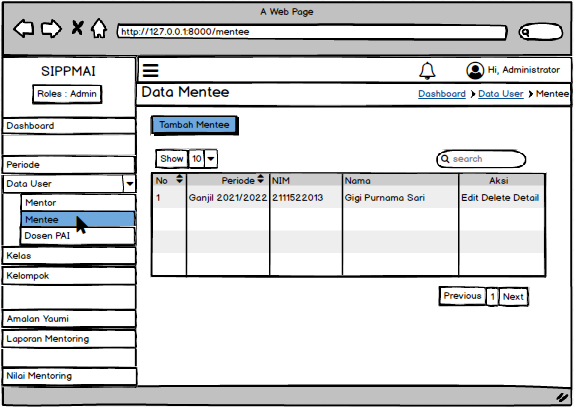 A Web Page
http://127.0.0.1:8000/mentee
SIPPMAI
Roles : Admin
Hi, Administrator
Data Mentee
Dashboard > Data User > Mentee
Dashboard
Periode
Data User
Mentor
Mentee
Dosen PAI
Kelas
Kelompok
Amalan Yaumi
Laporan Mentoring
Nilai Mentoring
Tambah Mentee
Show 10
search
No Periode NIM Nama Aksi
1 Ganjil 2021/2022 2111522013 Gigi Purnama Sari Edit Delete Detail
Previous 1 Next